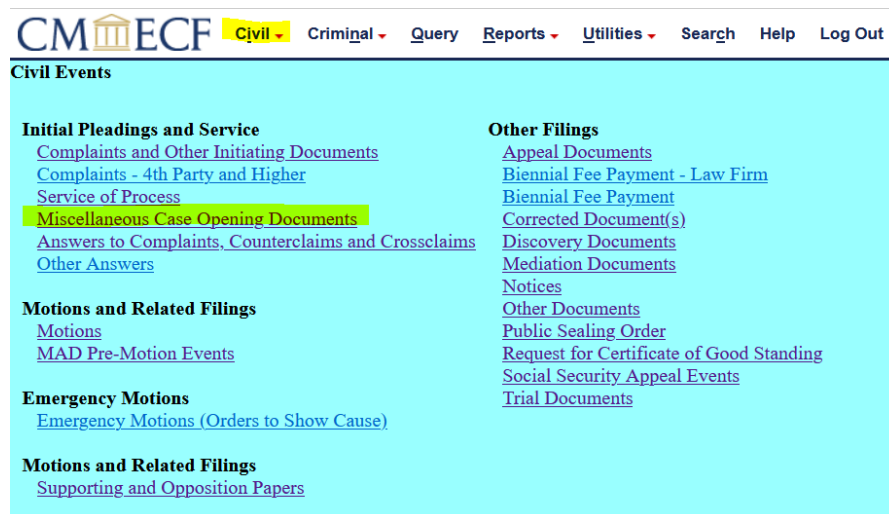 CM ECF Civil Criminal Query Reports Utilities Search Help Log Out
Civil Events
Initial Pleadings and Service
Complaints and Other Initiating Documents
Complaints - 4th Party and Higher
Service of Process
Miscellaneous Case Opening Documents
Answers to Complaints, Counterclaims and Crossclaims
Other Answers
Motions and Related Filings
Motions
MAD Pre-Motion Events
Emergency Motions
Emergency Motions (Orders to Show Cause)
Motions and Related Filings
Supporting and Opposition Papers
Other Filings
Appeal Documents
Biennial Fee Payment - Law Firm
Biennial Fee Payment
Corrected Document(s)
Discovery Documents
Mediation Documents
Notices
Other Documents
Public Sealing Order
Request for Certificate of Good Standing
Social Security Appeal Events
Trial Documents